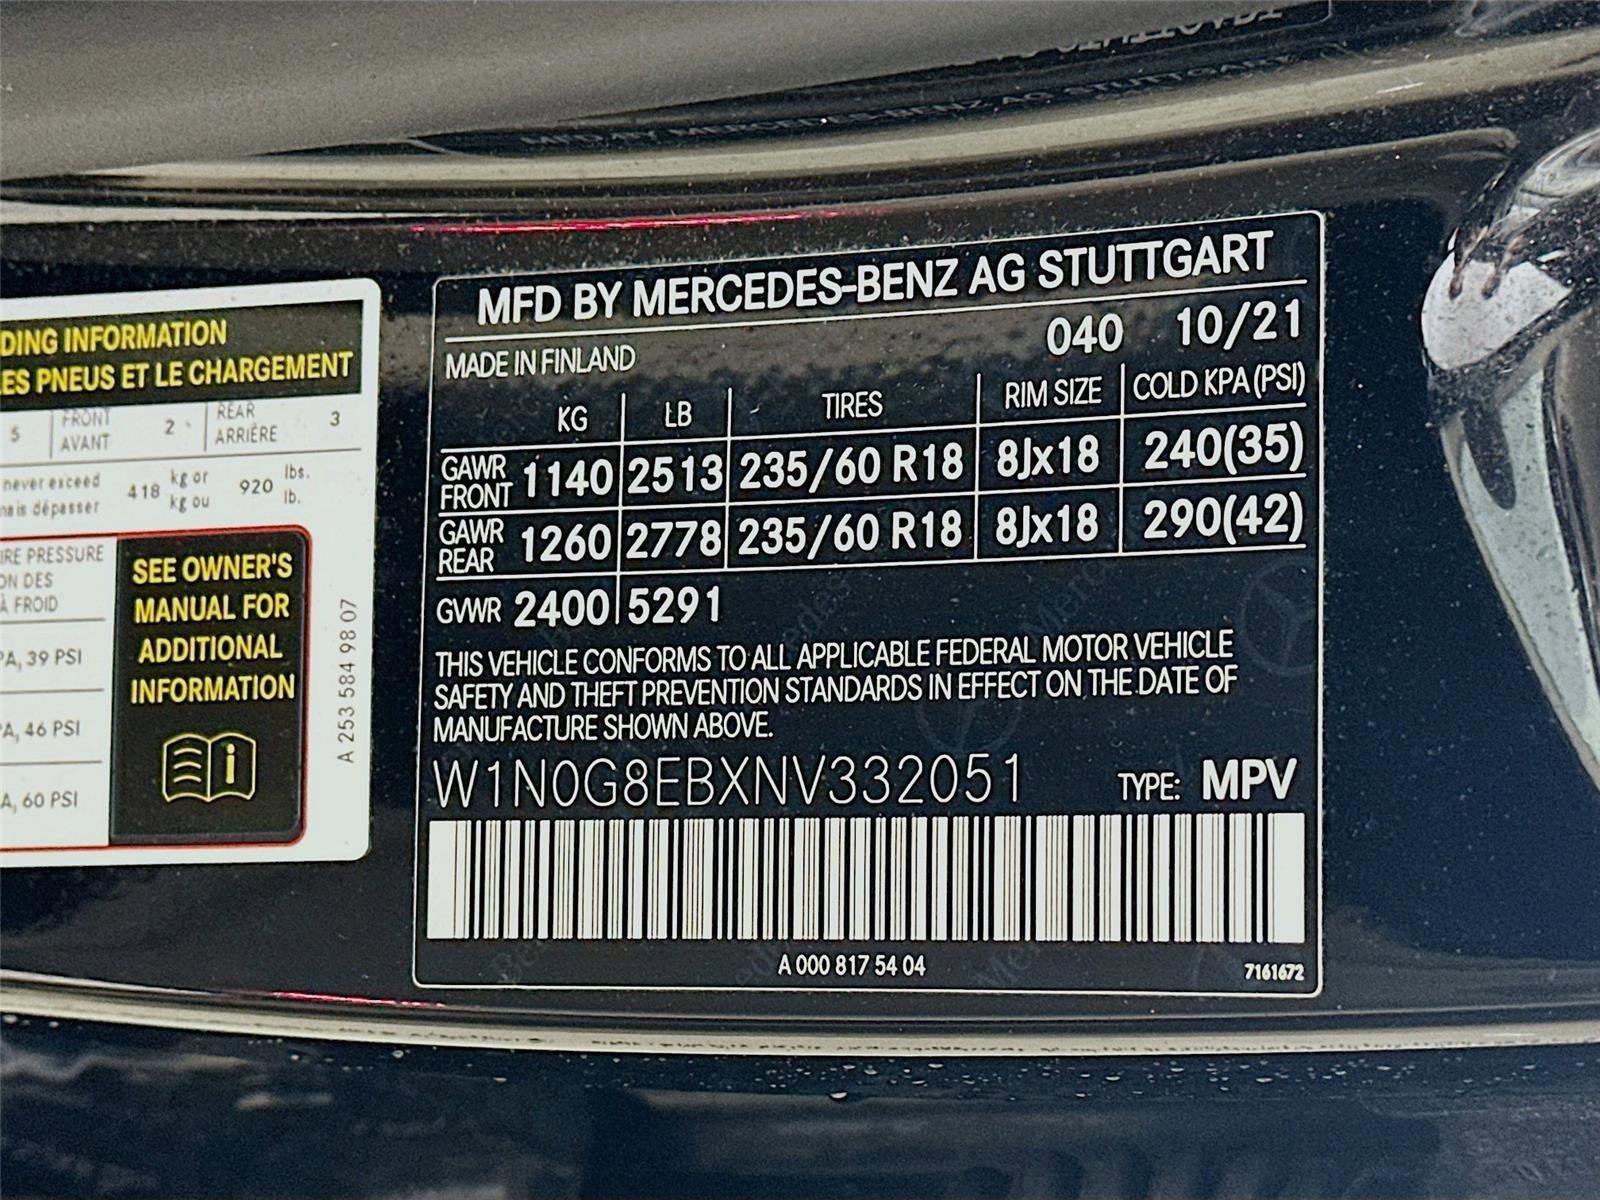 DING INFORMATION
LES PNEUS ET LE CHARGEMENT
5 FRONT AVANT 2 REAR ARRIÈRE 3
never exceed 418 kg or 920 lbs.
mais dépasser kg ou lb.
IRE PRESSURE
ON DES
À FROID
PA, 39 PSI
PA, 46 PSI
A, 60 PSI
SEE OWNER'S
MANUAL FOR
ADDITIONAL
INFORMATION
i
A 253 584 98 07
MFD BY MERCEDES-BENZ AG STUTTGART
MADE IN FINLAND 040 10/21
KG LB TIRES RIM SIZE COLD KPA (PSI)
GAWR FRONT 1140 2513 235/60 R18 8Jx18 240(35)
GAWR REAR 1260 2778 235/60 R18 8Jx18 290(42)
GVWR 2400 5291
THIS VEHICLE CONFORMS TO ALL APPLICABLE FEDERAL MOTOR VEHICLE
SAFETY AND THEFT PREVENTION STANDARDS IN EFFECT ON THE DATE OF
MANUFACTURE SHOWN ABOVE.
W1N0G8EBXNV332051 TYPE: MPV
A 000 817 54 04 7161672